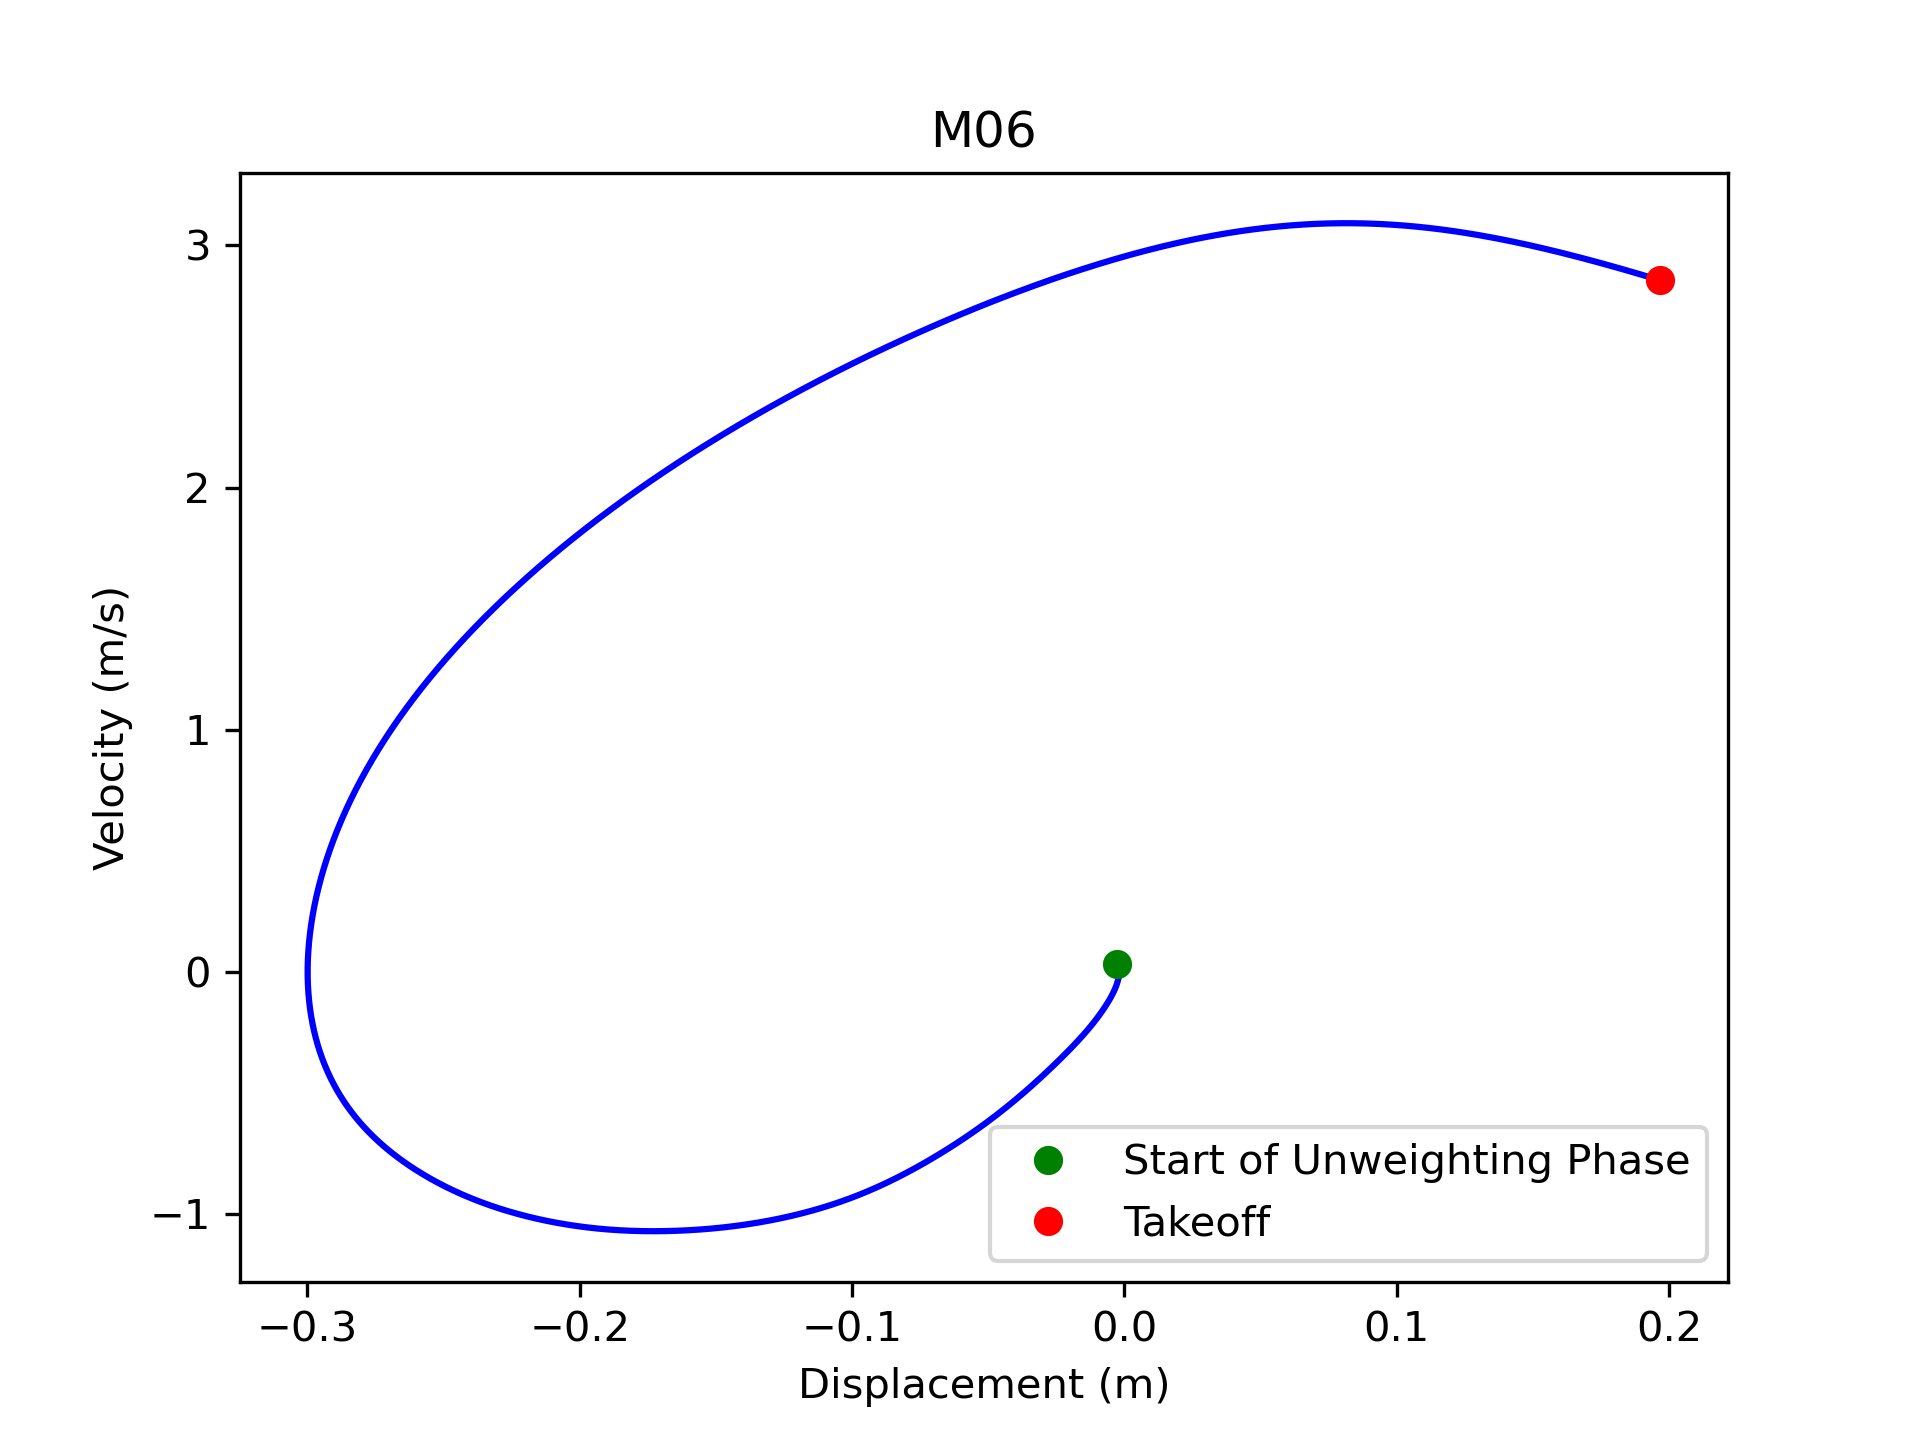 M06
3
2
1
0
−1
Velocity (m/s)
Start of Unweighting Phase
Takeoff
−0.3 −0.2 −0.1 0.0 0.1 0.2
Displacement (m)